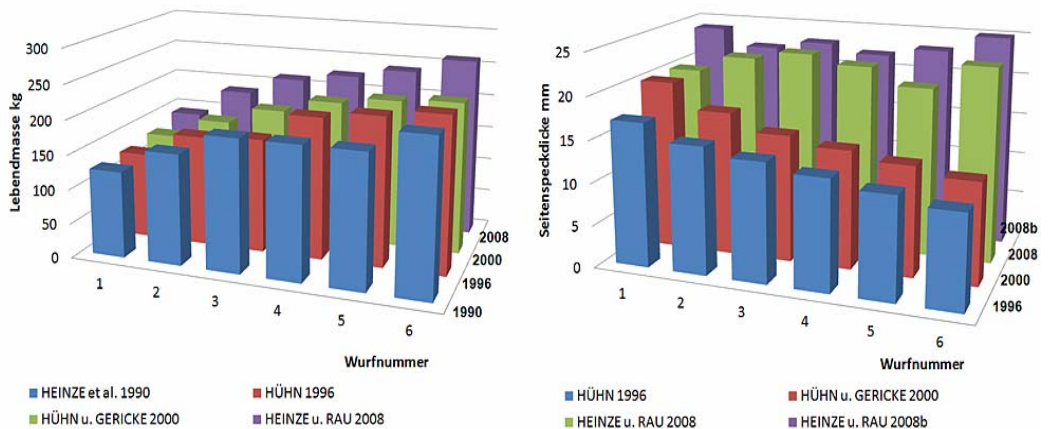 Lebendmasse kg
300
250
200
150
100
50
0
1 2 3 4 5 6
2008
2000
1996
1990
Wurfnummer
HEINZE et al. 1990 HÜHN 1996
HÜHN u. GERICKE 2000 HEINZE u. RAU 2008
Seitenspeckdicke mm
25
20
15
10
5
0
1 2 3 4 5 6
2008b
2008
2000
1996
Wurfnummer
HÜHN 1996 HÜHN u. GERICKE 2000
HEINZE u. RAU 2008 HEINZE u. RAU 2008b